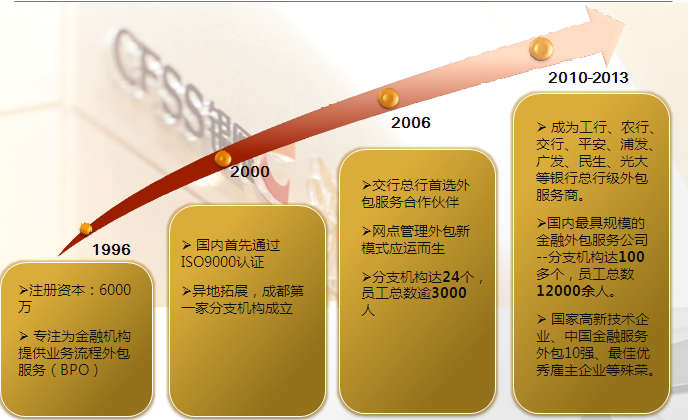 CFSS银雁
1996
2000
2006
2010-2013
➢注册资本：6000
万
➢ 专注为金融机构
提供业务流程外包
服务（BPO）
➢ 国内首先通过
ISO9000认证
➢异地拓展，成都第
一家分支机构成立
➢交行总行首选外
包服务合作伙伴
➢网点管理外包新
模式应运而生
➢分支机构达24个，
员工总数逾3000
人
➢ 成为工行、农行、
交行、平安、浦发、
广发、民生、光大
等银行总行级外包
服务商。
➢国内最具规模的
金融外包服务公司
--分支机构达100
多个，员工总数
12000余人。
➢ 国家高新技术企
业、中国金融服务
外包10强、最佳优
秀雇主企业等殊荣。